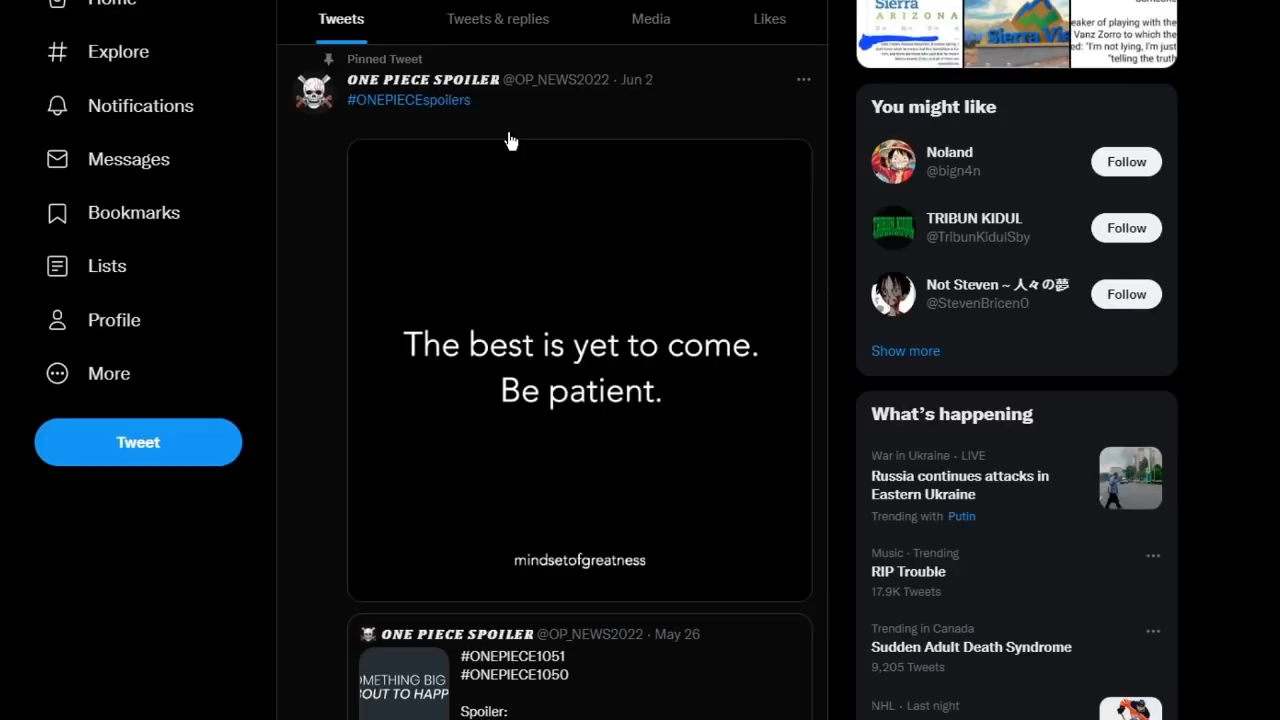 Home
Explore
Notifications
Messages
Bookmarks
Lists
Profile
More
Tweet
Tweets
Tweets & replies
Media
Likes
Pinned Tweet
ONE PIECE SPOILER @OP_NEWS2022 · Jun 2
#ONEPIECEspoilers
The best is yet to come.
Be patient.
mindsetofgreatness
ONE PIECE SPOILER @OP_NEWS2022 · May 26
OMETHING BIG
OUT TO HAPP
#ONEPIECE1051
#ONEPIECE1050
Spoiler:
Sierra
ARIZONA
Sierra Vis
eaker of playing with the
Vanz Zorro to which the
ed: "I'm not lying, I'm just
"telling the truth
You might like
Noland
@bign4n
Follow
TRIBUN KIDUL
@TribunKidulSby
Follow
Not Steven ~ 人々の夢
@StevenBricen0
Follow
Show more
What's happening
War in Ukraine · LIVE
Russia continues attacks in
Eastern Ukraine
Trending with Putin
Music · Trending
RIP Trouble
17.9K Tweets
Trending in Canada
Sudden Adult Death Syndrome
9,205 Tweets
NHL · Last night